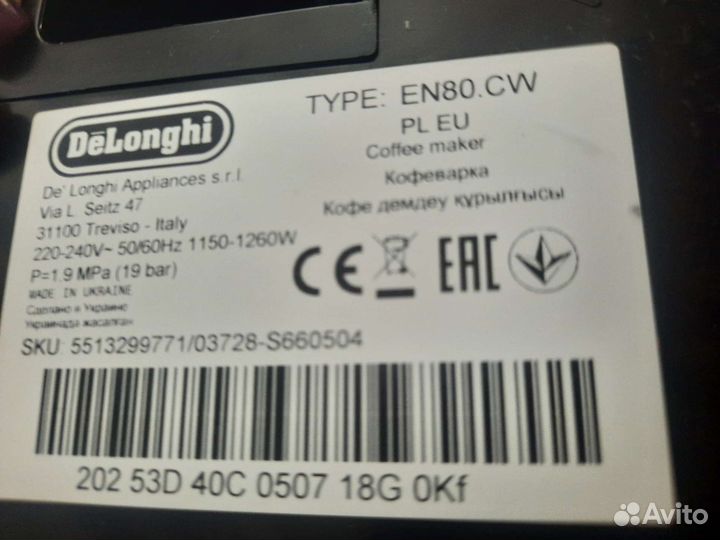 DeLonghi
TYPE: EN80.CW
PL EU
Coffee maker
Кофеварка
Кофе демдеу құрылғысы
De' Longhi Appliances s.r.l
Via L. Seitz 47
31100 Treviso - Italy
220-240V~ 50/60Hz 1150-1260W
P=1.9 MPa (19 bar)
MADE IN UKRAINE
Сделано в Украине
Украинада жасалған
CE EAC
SKU: 5513299771/03728-S660504
202 53D 40C 0507 18G 0Kf
Avito